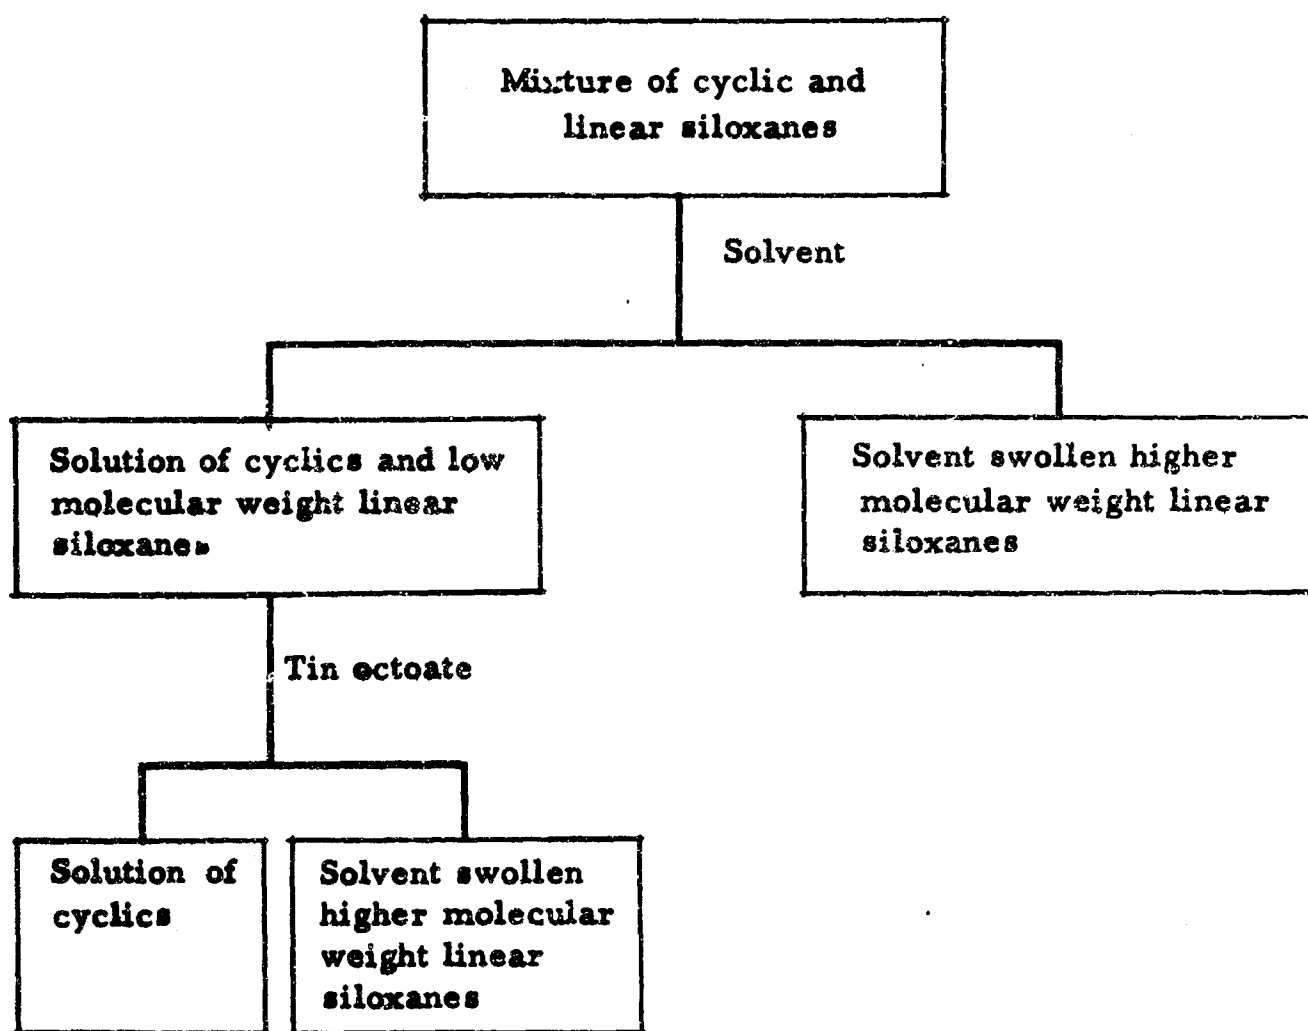 Mixture of cyclic and
linear siloxanes
Solvent
Solution of cyclics and low
molecular weight linear
siloxanes
Solvent swollen higher
molecular weight linear
siloxanes
Tin octoate
Solution of
cyclics
Solvent swollen
higher molecular
weight linear
siloxanes